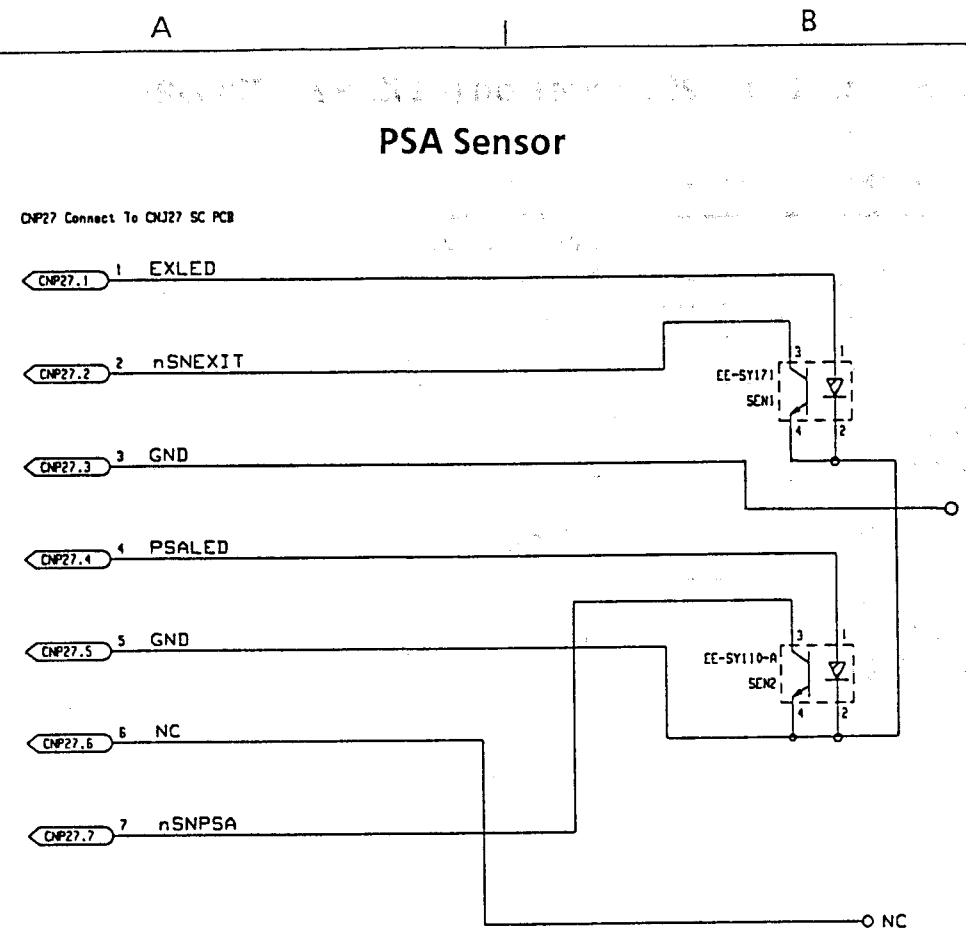 A B
PSA Sensor
CNP27 Connect To CNJ27 SC PCB
CNP27.1 1 EXLED
CNP27.2 2 nSNEXIT
3 1
EE-SY171
SEN1
4 2
CNP27.3 3 GND
CNP27.4 4 PSALED
CNP27.5 5 GND
3 1
EE-SY110-A
SEN2
4 2
CNP27.6 6 NC
CNP27.7 7 nSNPSA
NC